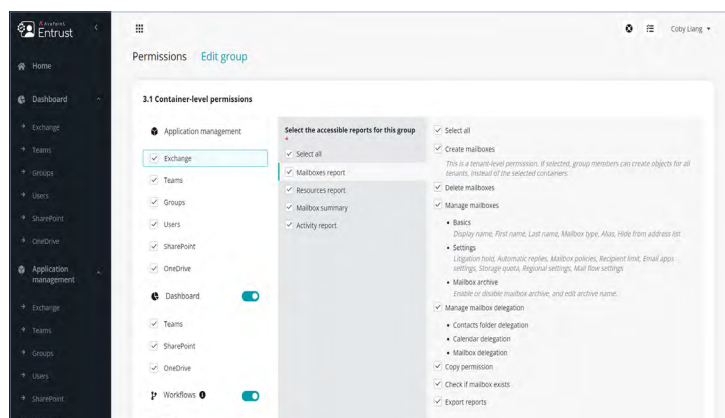 AvePoint
Entrust
Coby Liang
Home
Dashboard
Exchange
Teams
Groups
Users
SharePoint
OneDrive
Application
management
Exchange
Teams
Groups
Users
SharePoint
Permissions / Edit group
3.1 Container-level permissions
Application management
Exchange
Teams
Groups
Users
SharePoint
OneDrive
Dashboard
Teams
SharePoint
OneDrive
Workflows
Select the accessible reports for this group
*
Select all
Mailboxes report
Resources report
Mailbox summary
Activity report
Select all
Create mailboxes
This is a tenant-level permission. If selected, group members can create objects for all
tenants, instead of the selected containers.
Delete mailboxes
Manage mailboxes
• Basics
Display name, First name, Last name, Mailbox type, Alias, Hide from address list
• Settings
Litigation hold, Automatic replies, Mailbox policies, Recipient limit, Email apps
settings, Storage quota, Regional settings, Mail flow settings
• Mailbox archive
Enable or disable mailbox archive, and edit archive name.
Manage mailbox delegation
• Contacts folder delegation
• Calendar delegation
• Mailbox delegation
Copy permission
Check if mailbox exists
Export reports